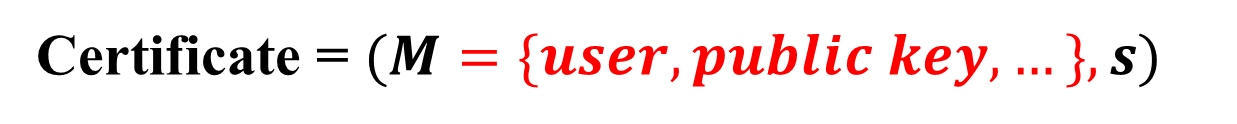 Certificate = (M = {user, public key, … }, s)